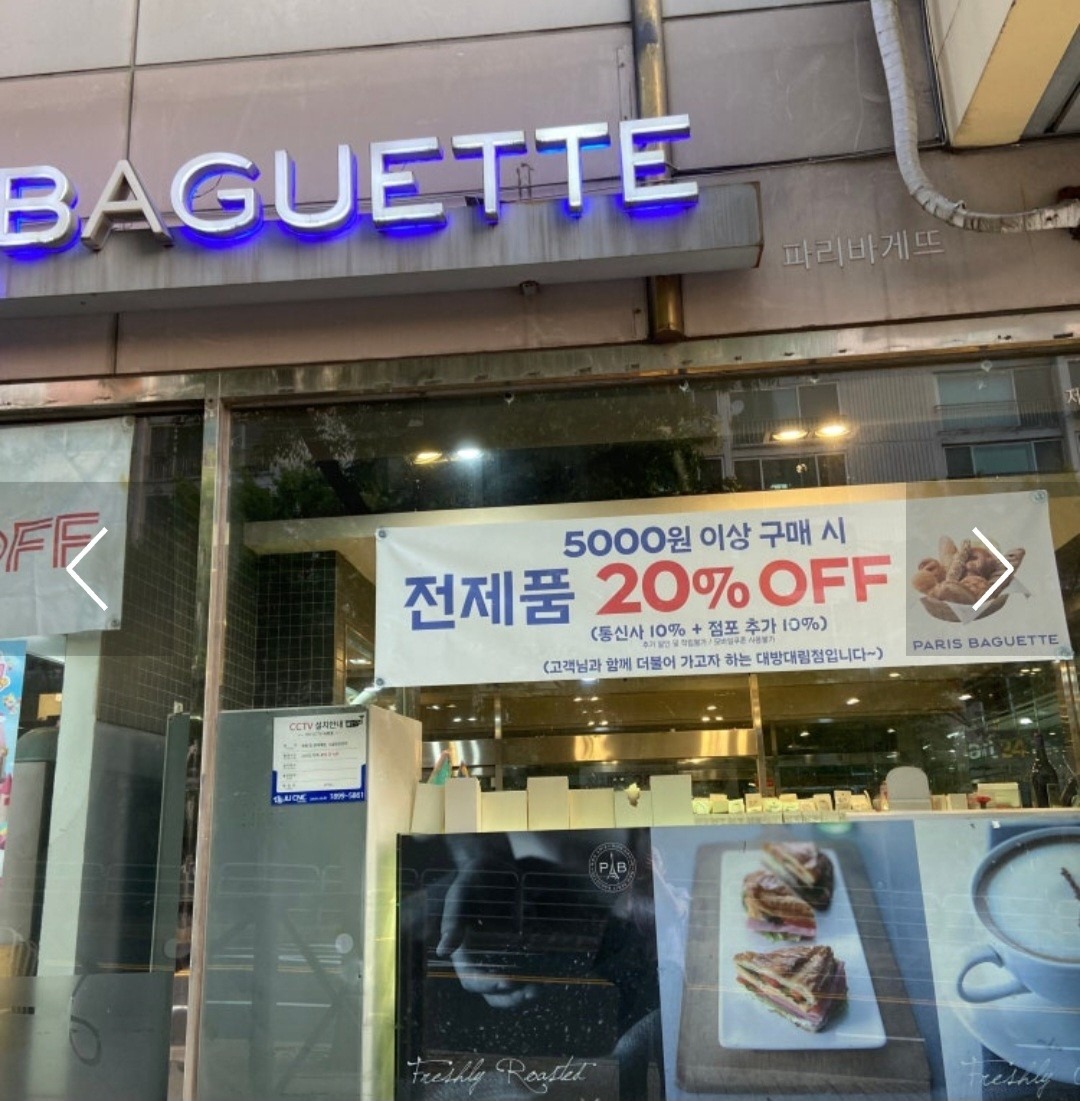 BAGUETTE
파리바게뜨
OFF
5000원 이상 구매 시
전제품 20% OFF
(통신사 10% + 점포 추가 10%)
(고객님과 함께 더불어 가고자 하는 대방대림점입니다~)
PARIS BAGUETTE
CCTV 설치안내
1899-5801
PB
Freshly Roasted
Freshly